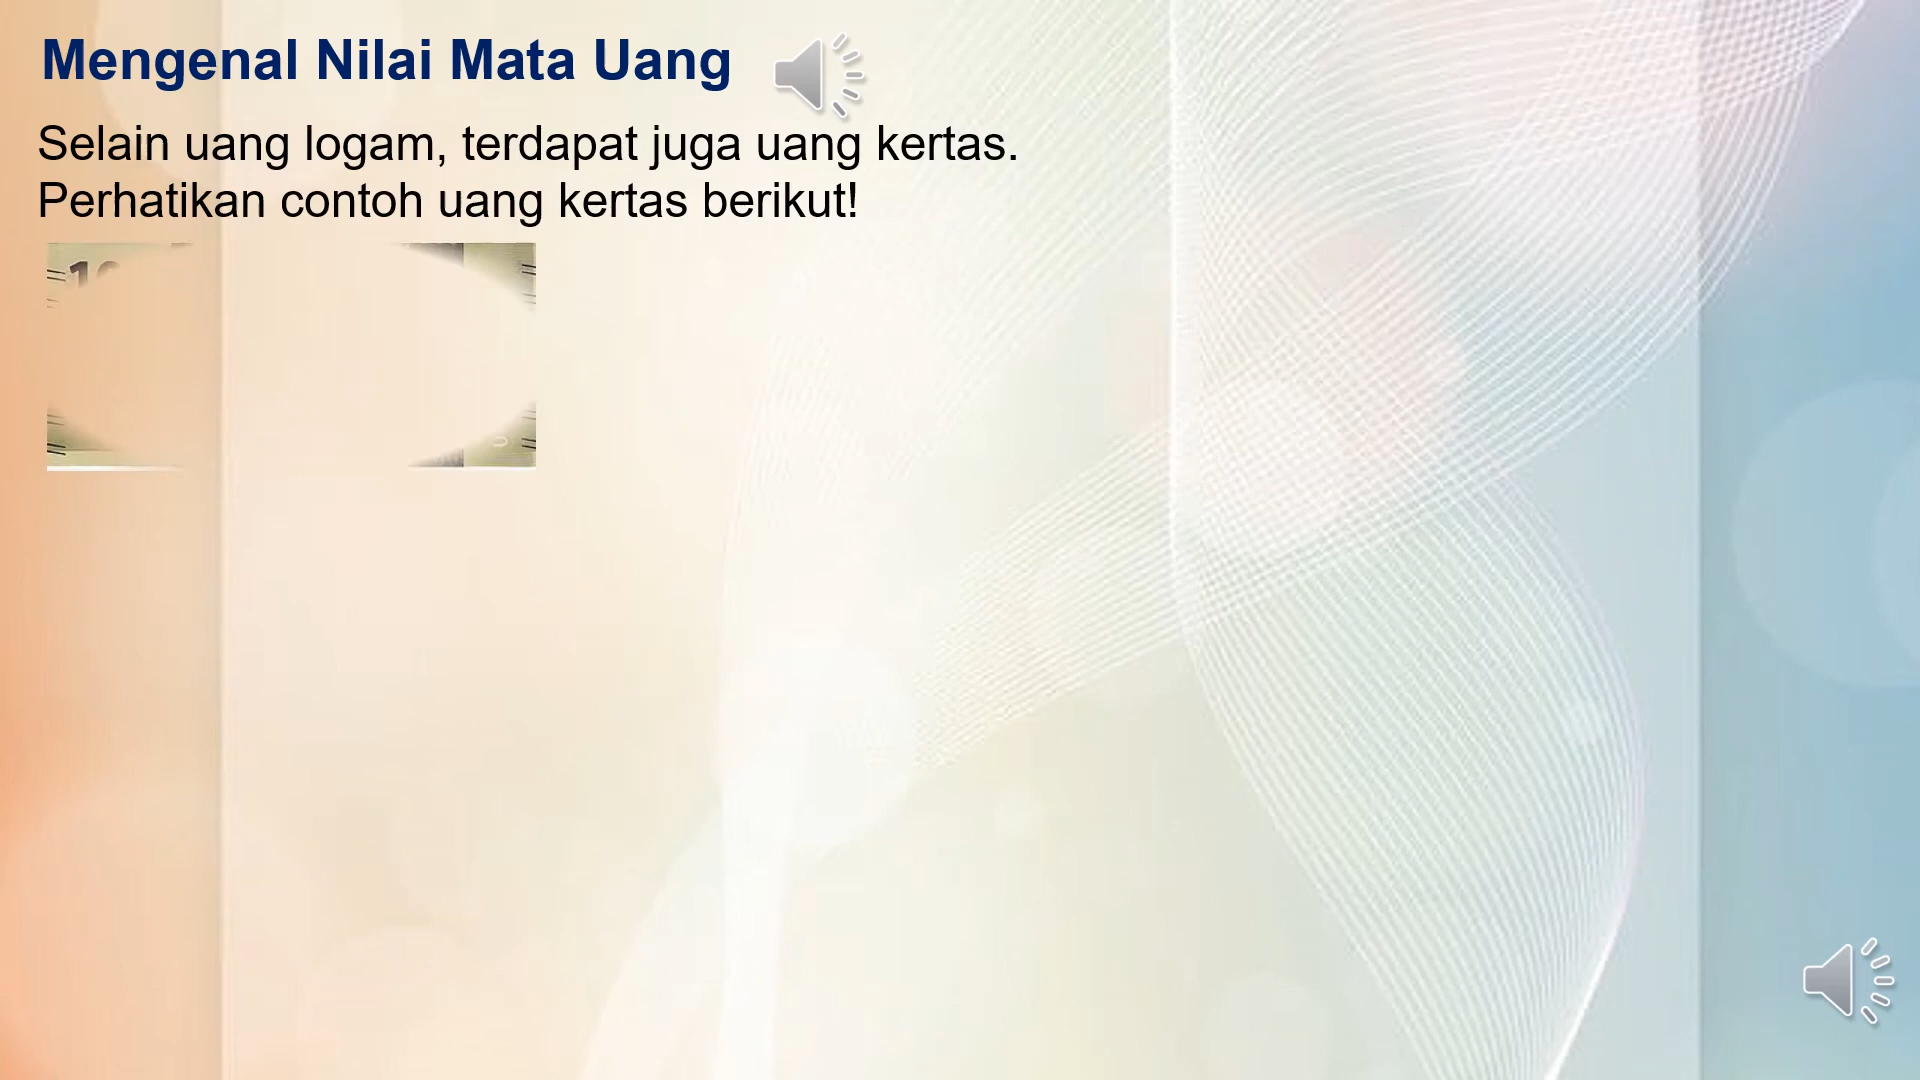 Mengenal Nilai Mata Uang
Selain uang logam, terdapat juga uang kertas.
Perhatikan contoh uang kertas berikut!